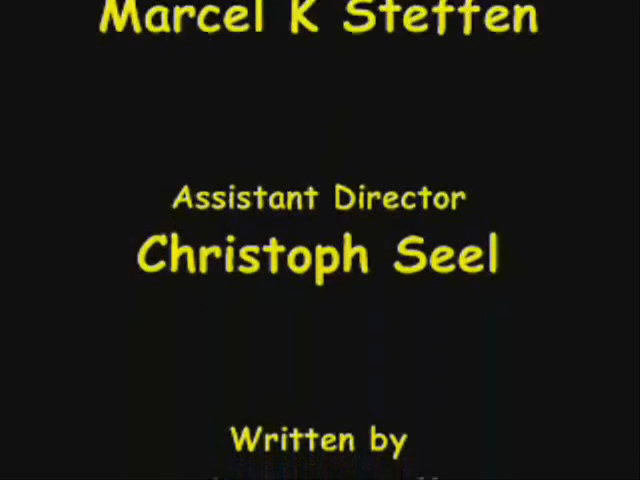 Marcel K Steffen
Assistant Director
Christoph Seel
Written by